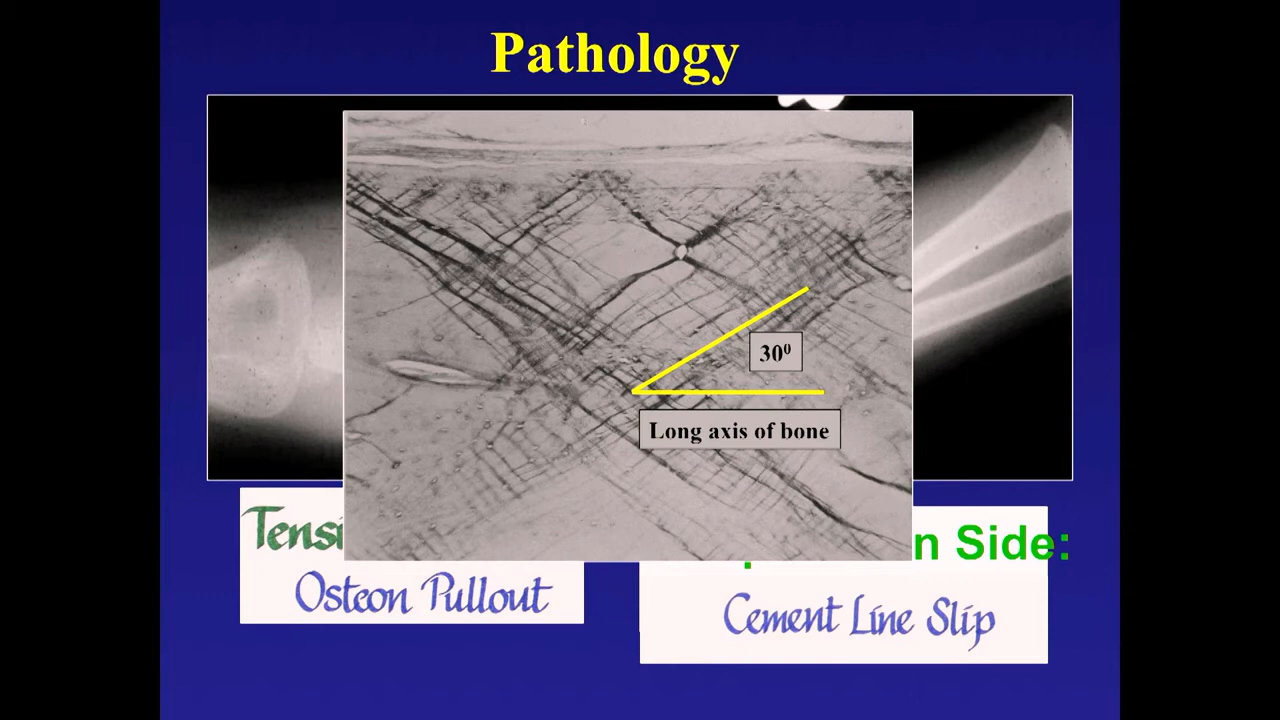 Pathology
30⁰
Long axis of bone
Side:
Osteon Pullout
Cement Line Slip